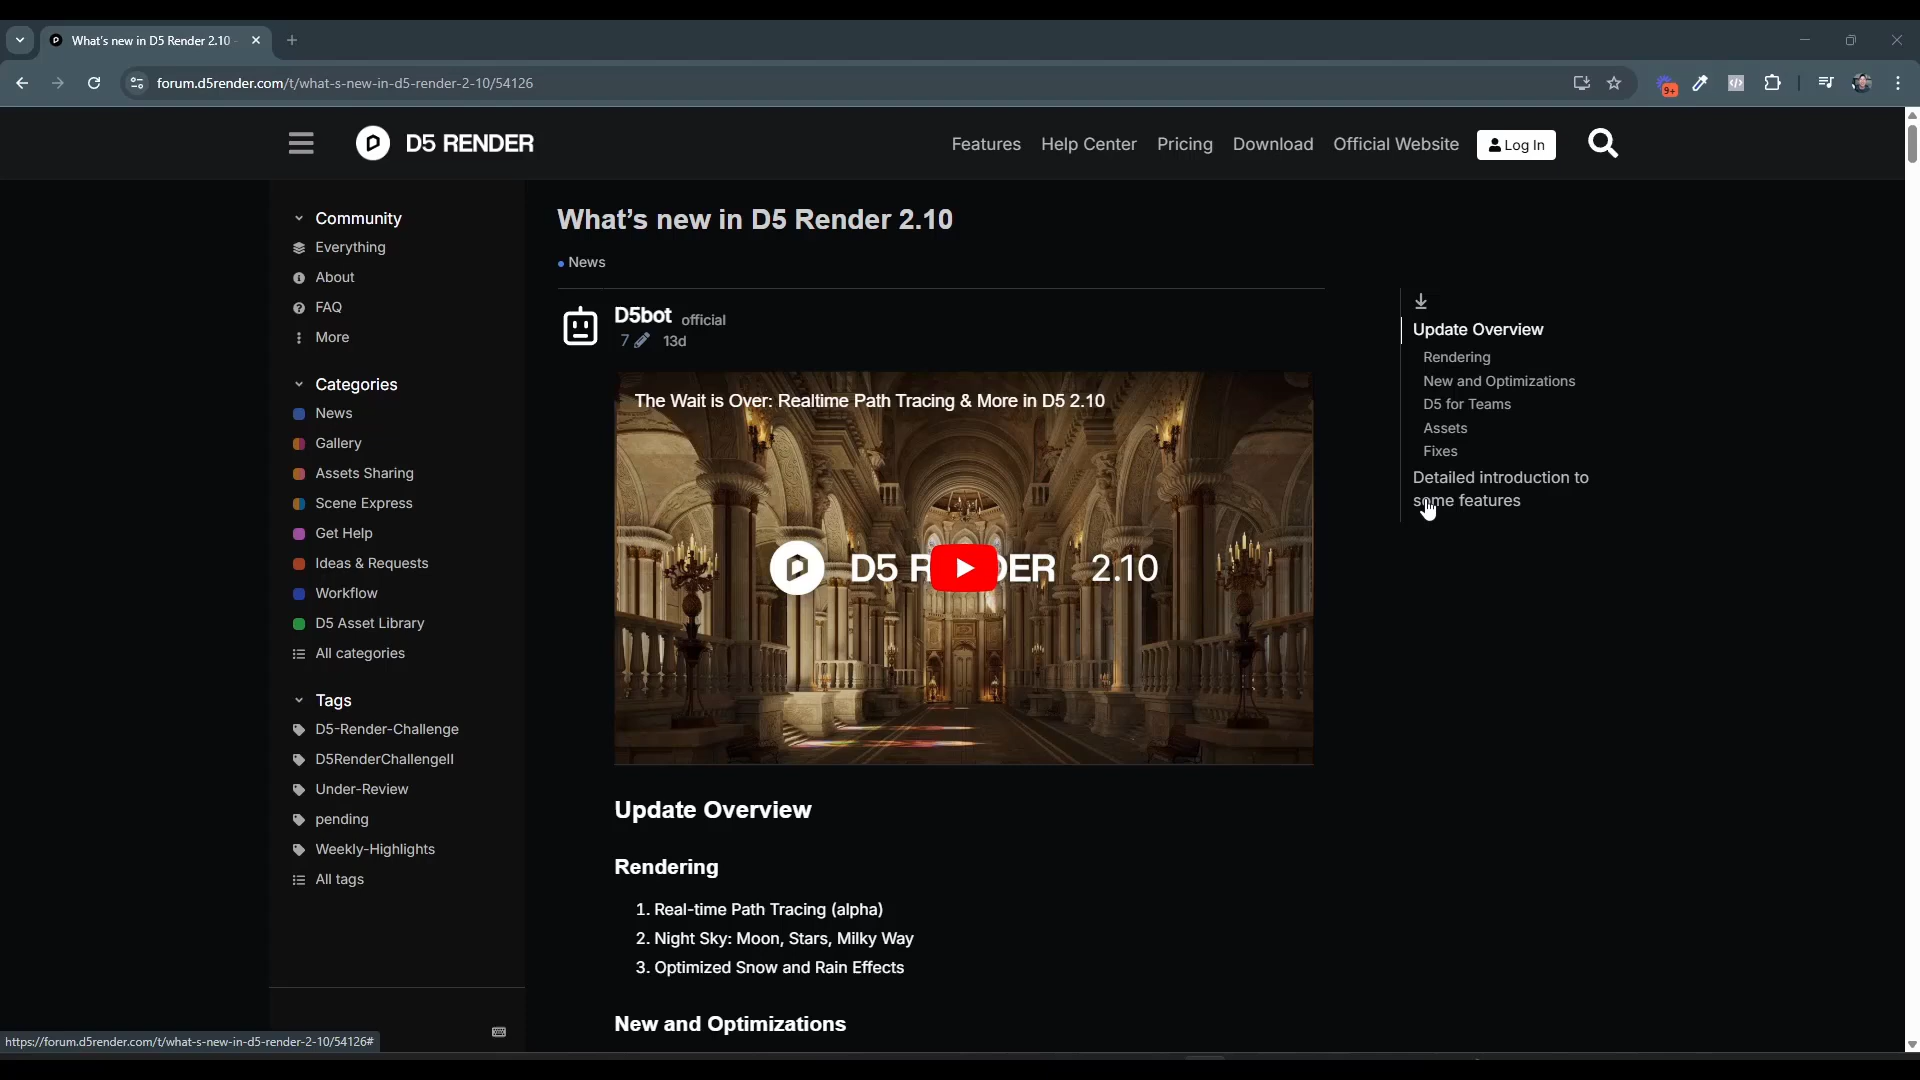 What's new in D5 Render 2.10
forum.d5render.com/t/what-s-new-in-d5-render-2-10/54126
9+
D5 RENDER
Features
Help Center
Pricing
Download
Official Website
Log In
Community
Everything
About
FAQ
More
Categories
News
Gallery
Assets Sharing
Scene Express
Get Help
Ideas & Requests
Workflow
D5 Asset Library
All categories
Tags
D5-Render-Challenge
D5RenderChallengeII
Under-Review
pending
Weekly-Highlights
All tags
What’s new in D5 Render 2.10
News
D5bot official
7 13d
The Wait is Over: Realtime Path Tracing & More in D5 2.10
2.10
Update Overview
Rendering
1. Real-time Path Tracing (alpha)
2. Night Sky: Moon, Stars, Milky Way
3. Optimized Snow and Rain Effects
New and Optimizations
Update Overview
Rendering
New and Optimizations
D5 for Teams
Assets
Fixes
Detailed introduction to
some features
https://forum.d5render.com/t/what-s-new-in-d5-render-2-10/54126#